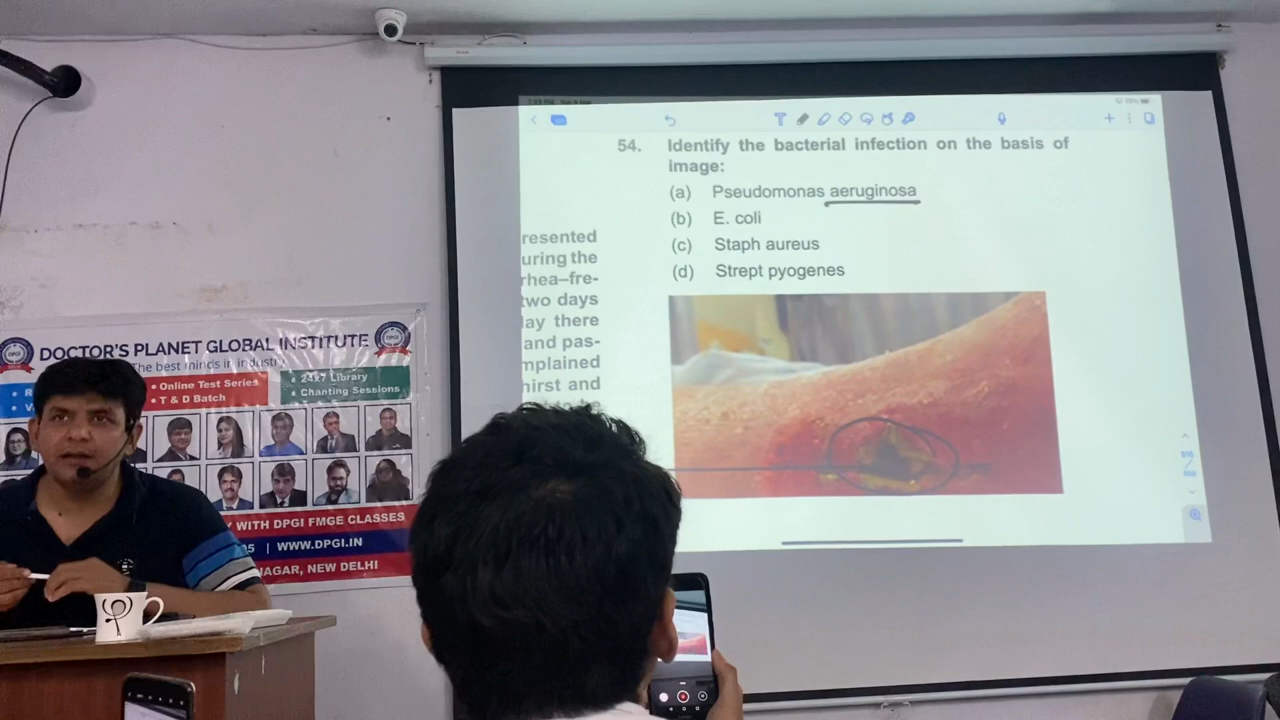 54. Identify the bacterial infection on the basis of
image:
(a) Pseudomonas aeruginosa
(b) E. coli
(c) Staph aureus
(d) Strept pyogenes
resented
uring the
rhea–fre-
two days
lay there
and pas-
mplained
hirst and
DOCTOR'S PLANET GLOBAL INSTITUTE
The best minds in industry
• Online Test Series
• T & D Batch
• 24x7 Library
• Chanting Sessions
WITH DPGI FMGE CLASSES
| WWW.DPGI.IN
NAGAR, NEW DELHI